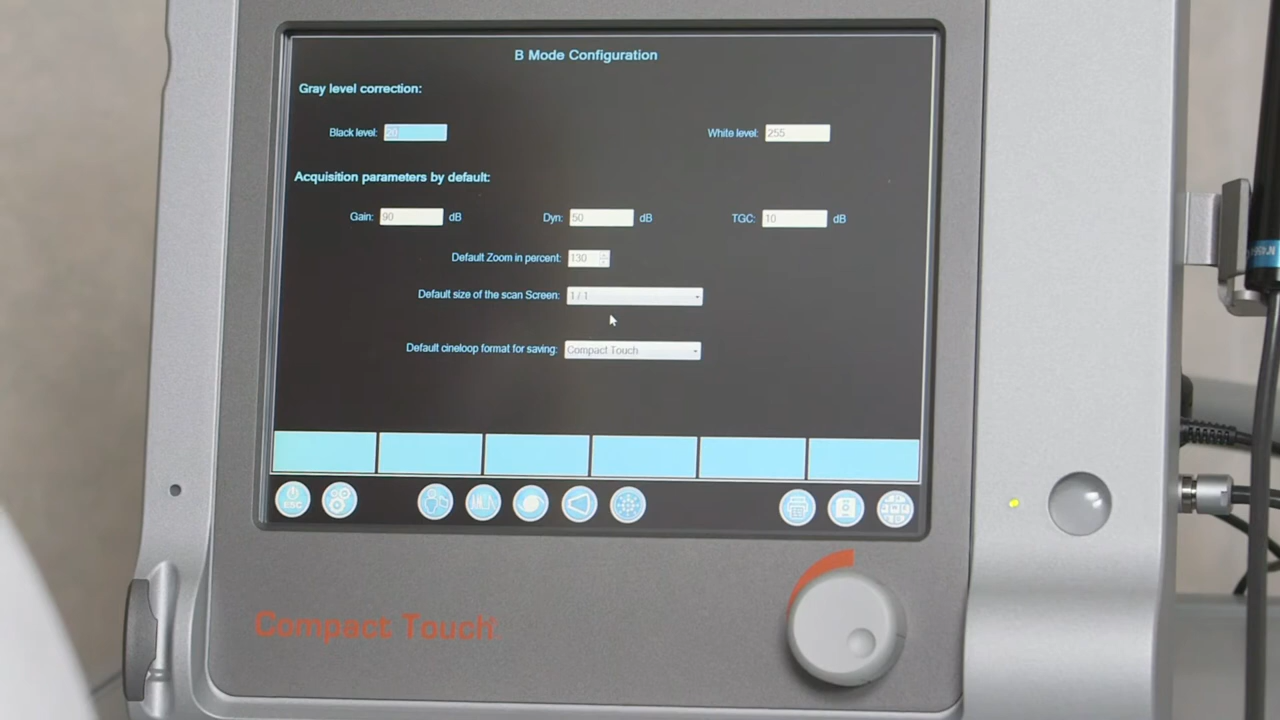 B Mode Configuration
Gray level correction:
Black level: 20 White level: 255
Acquisition parameters by default:
Gain: 90 dB Dyn: 50 dB TGC: 10 dB
Default Zoom in percent: 130
Default size of the scan Screen: 1 / 1
Default cineloop format for saving: Compact Touch
ESC
Compact Touch